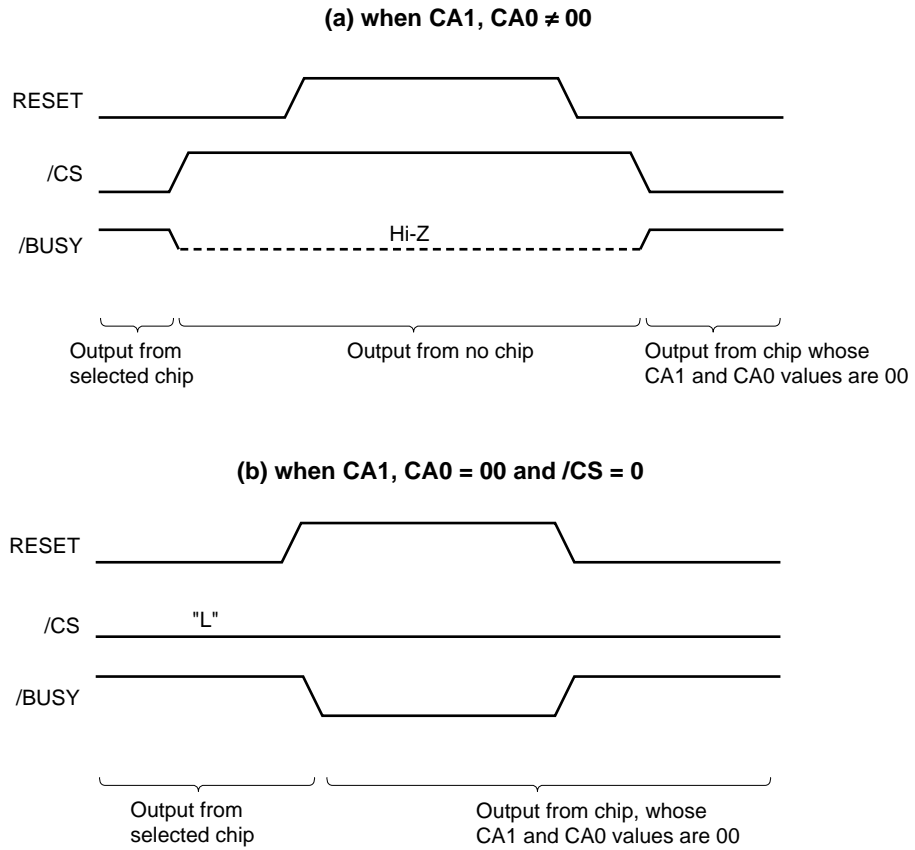 (a) when CA1, CA0 ≠ 00
RESET
/CS
/BUSY
Hi-Z
Output from
selected chip
Output from no chip
Output from chip whose
CA1 and CA0 values are 00
(b) when CA1, CA0 = 00 and /CS = 0
RESET
/CS
"L"
/BUSY
Output from
selected chip
Output from chip, whose
CA1 and CA0 values are 00